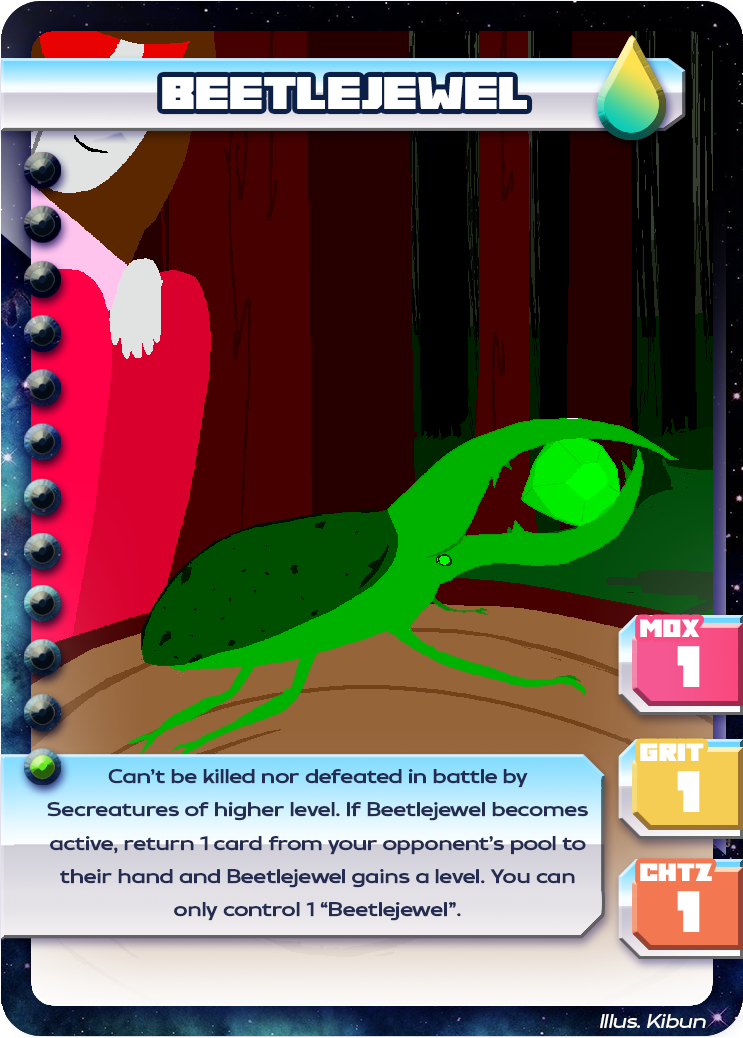 BEETLEJEWEL
MOX
1
GRIT
1
CHTZ
1
Can't be killed nor defeated in battle by
Secreatures of higher level. If Beetlejewel becomes
active, return 1 card from your opponent's pool to
their hand and Beetlejewel gains a level. You can
only control 1 “Beetlejewel”.
Illus. Kibun